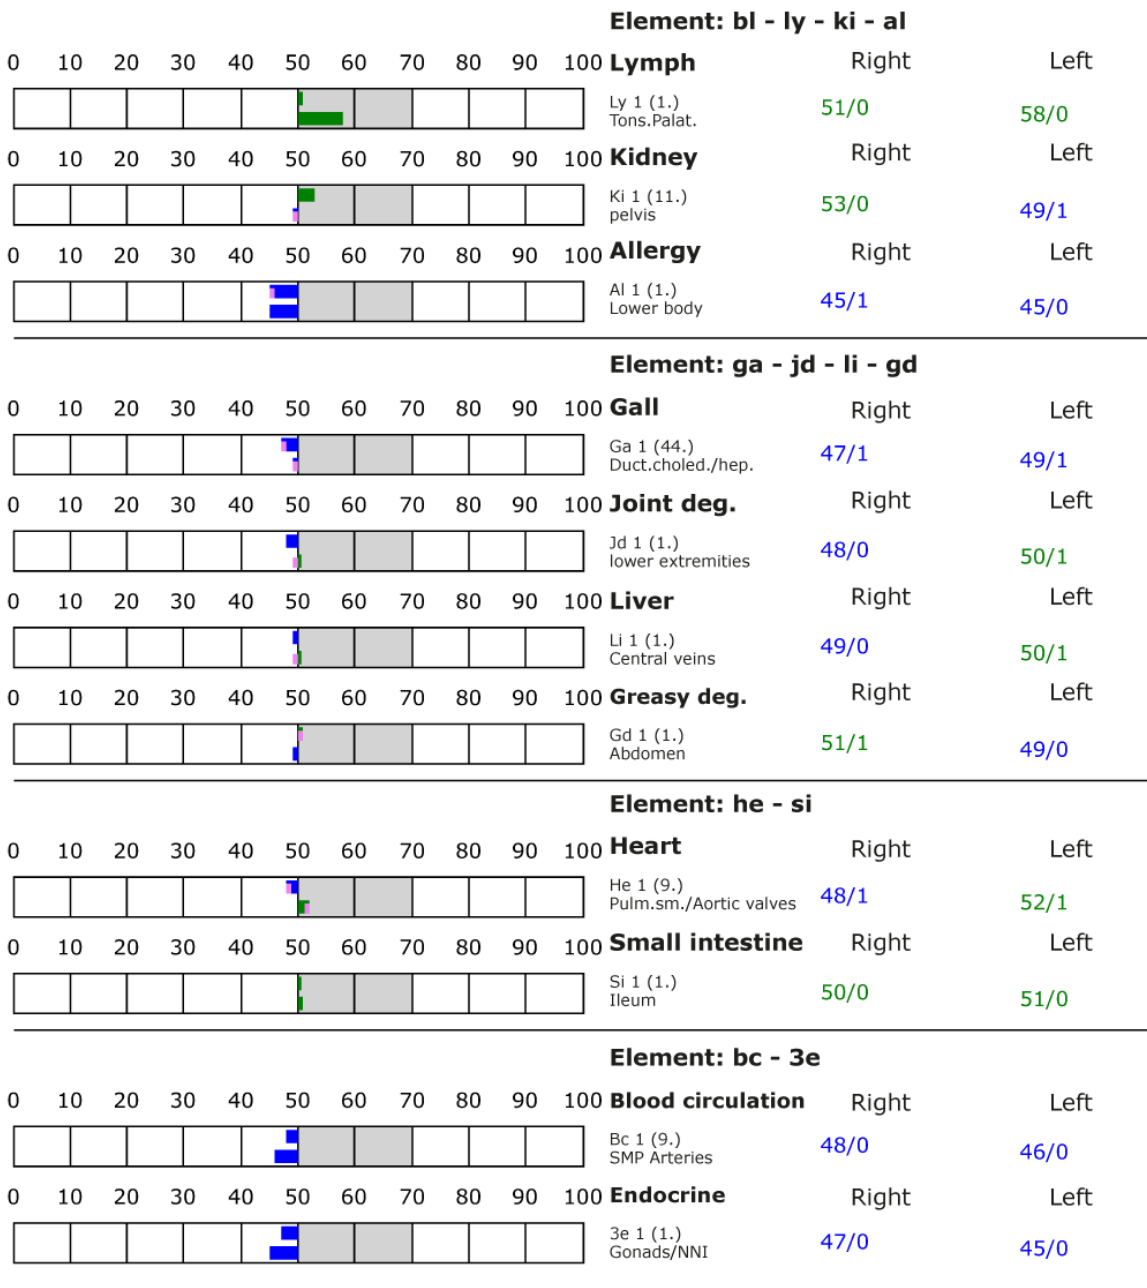 Element: bl - ly - ki - al
0 10 20 30 40 50 60 70 80 90 100 Lymph Right Left
Ly 1 (1.) 51/0 58/0
Tons.Palat.
0 10 20 30 40 50 60 70 80 90 100 Kidney Right Left
Ki 1 (11.) 53/0 49/1
pelvis
0 10 20 30 40 50 60 70 80 90 100 Allergy Right Left
Al 1 (1.) 45/1 45/0
Lower body
Element: ga - jd - li - gd
0 10 20 30 40 50 60 70 80 90 100 Gall Right Left
Ga 1 (44.) 47/1 49/1
Duct.choled./hep.
0 10 20 30 40 50 60 70 80 90 100 Joint deg. Right Left
Jd 1 (1.) 48/0 50/1
lower extremities
0 10 20 30 40 50 60 70 80 90 100 Liver Right Left
Li 1 (1.) 49/0 50/1
Central veins
0 10 20 30 40 50 60 70 80 90 100 Greasy deg. Right Left
Gd 1 (1.) 51/1 49/0
Abdomen
Element: he - si
0 10 20 30 40 50 60 70 80 90 100 Heart Right Left
He 1 (9.) 48/1 52/1
Pulm.sm./Aortic valves
0 10 20 30 40 50 60 70 80 90 100 Small intestine Right Left
Si 1 (1.) 50/0 51/0
Ileum
Element: bc - 3e
0 10 20 30 40 50 60 70 80 90 100 Blood circulation Right Left
Bc 1 (9.) 48/0 46/0
SMP Arteries
0 10 20 30 40 50 60 70 80 90 100 Endocrine Right Left
3e 1 (1.) 47/0 45/0
Gonads/NNI